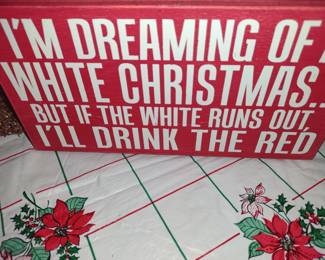 I'M DREAMING OF
WHITE CHRISTMAS..
BUT IF THE WHITE RUNS OUT,
I'LL DRINK THE RED